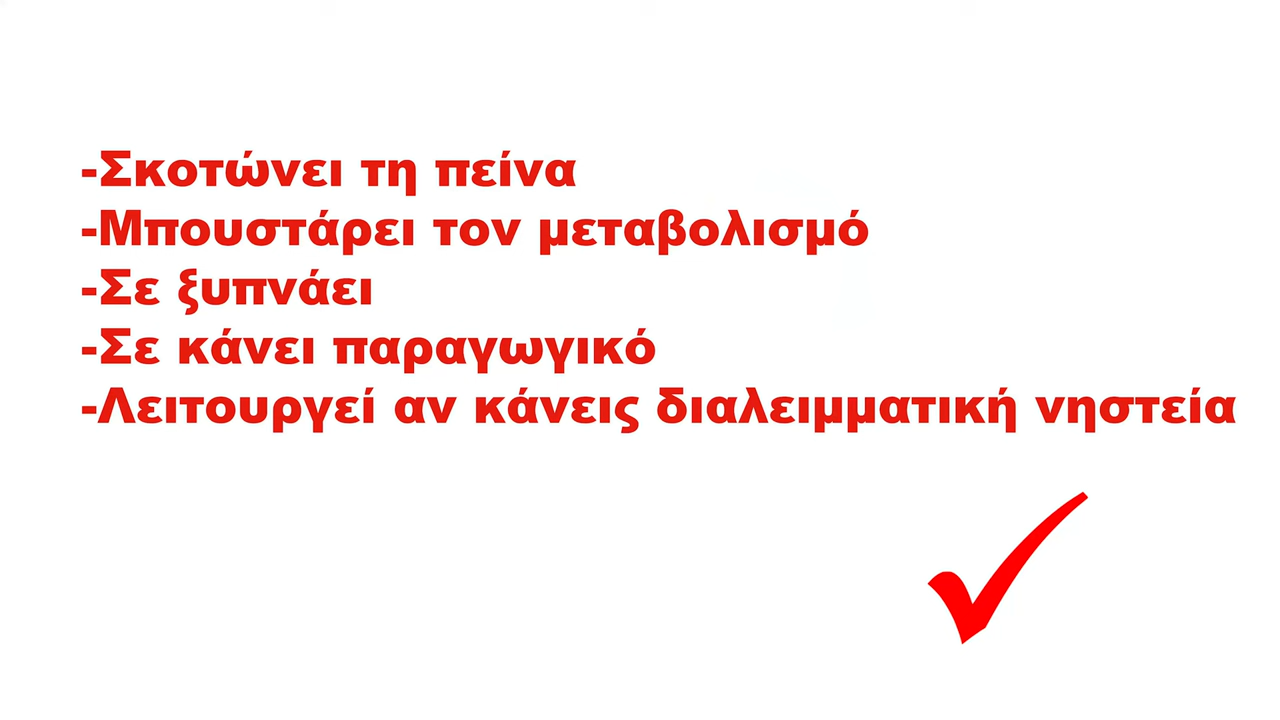 -Σκοτώνει τη πείνα
-Μπουστάρει τον μεταβολισμό
-Σε ξυπνάει
-Σε κάνει παραγωγικό
-Λειτουργεί αν κάνεις διαλειμματική νηστεία